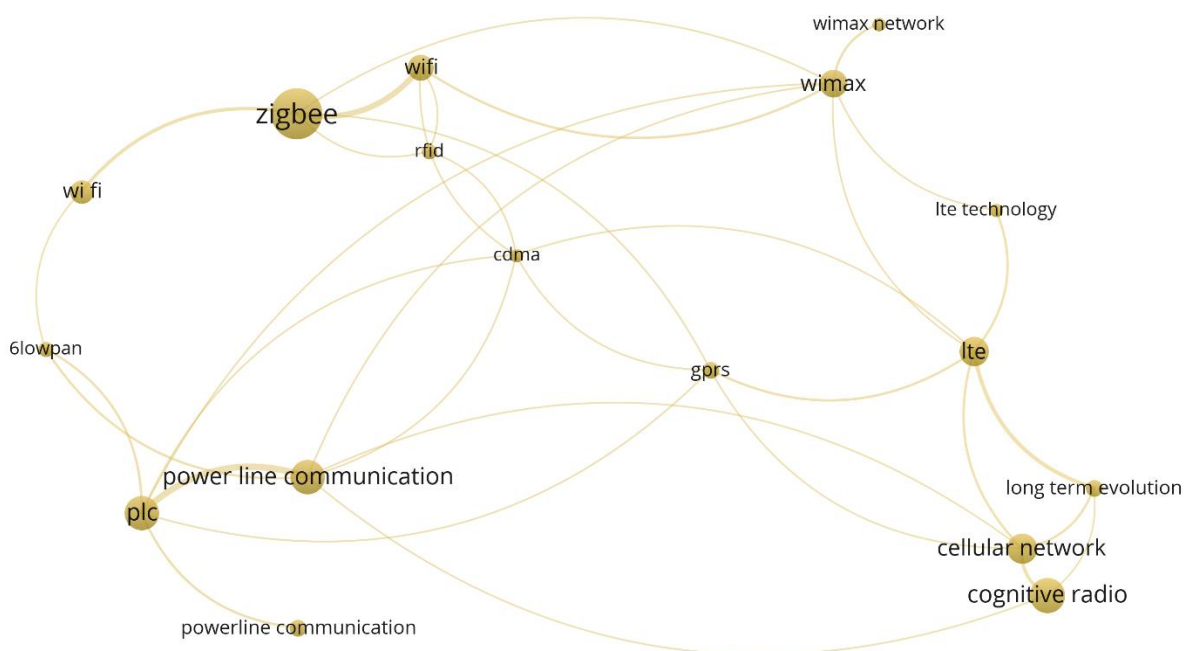 wimax network
wifi
wimax
zigbee
rfid
wi fi
lte technology
cdma
6lowpan
lte
gprs
power line communication
long term evolution
plc
cellular network
cognitive radio
powerline communication